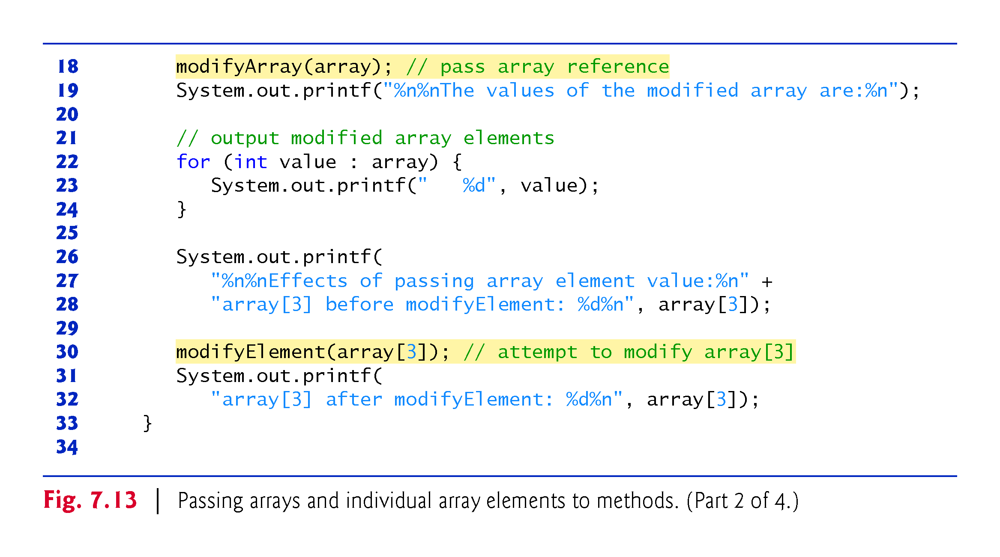 18 modifyArray(array); // pass array reference
19 System.out.printf("%n%nThe values of the modified array are:%n");
20
21 // output modified array elements
22 for (int value : array) {
23 System.out.printf("   %d", value);
24 }
25
26 System.out.printf(
27 "%n%nEffects of passing array element value:%n" +
28 "array[3] before modifyElement: %d%n", array[3]);
29
30 modifyElement(array[3]); // attempt to modify array[3]
31 System.out.printf(
32 "array[3] after modifyElement: %d%n", array[3]);
33 }
34
Fig. 7.13 | Passing arrays and individual array elements to methods. (Part 2 of 4.)